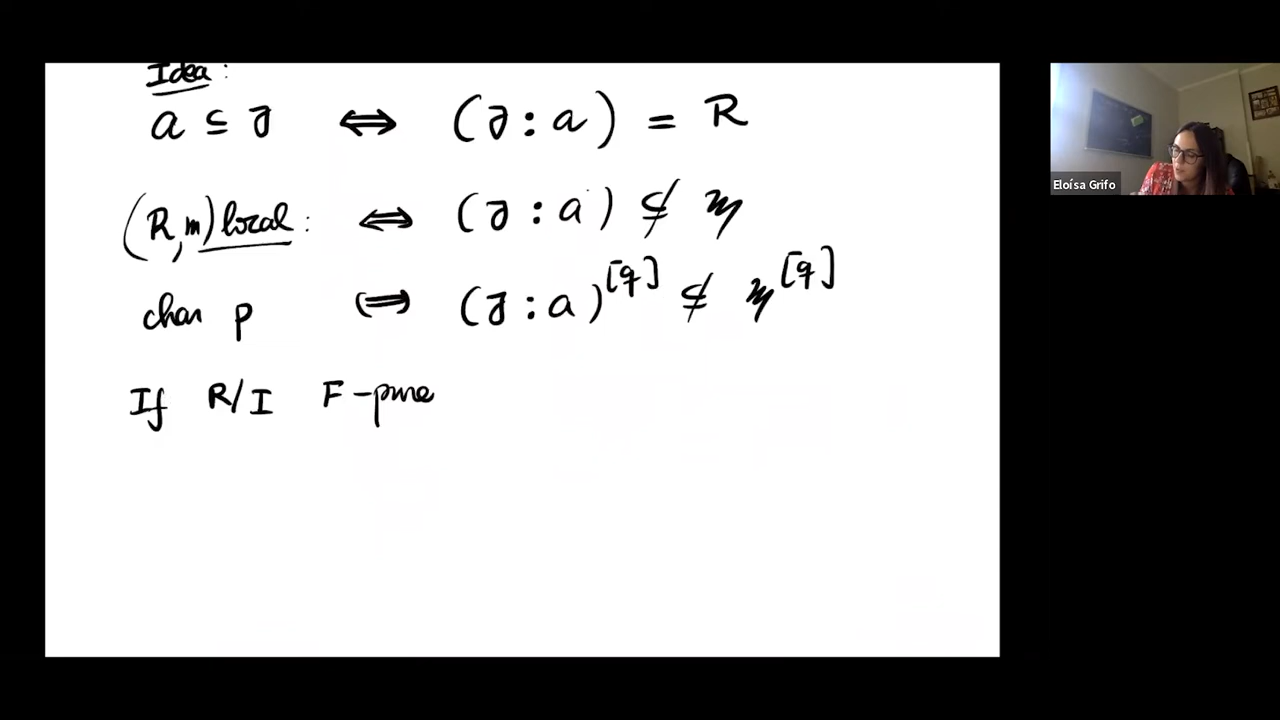 Idea:
a ⊆ J ⟺ (J : a) = R
(R, m) local: ⟺ (J : a) ⊈ m
char p ⟺ (J : a)^[q] ⊈ m^[q]
If R/I F-pure
Eloísa Grifo